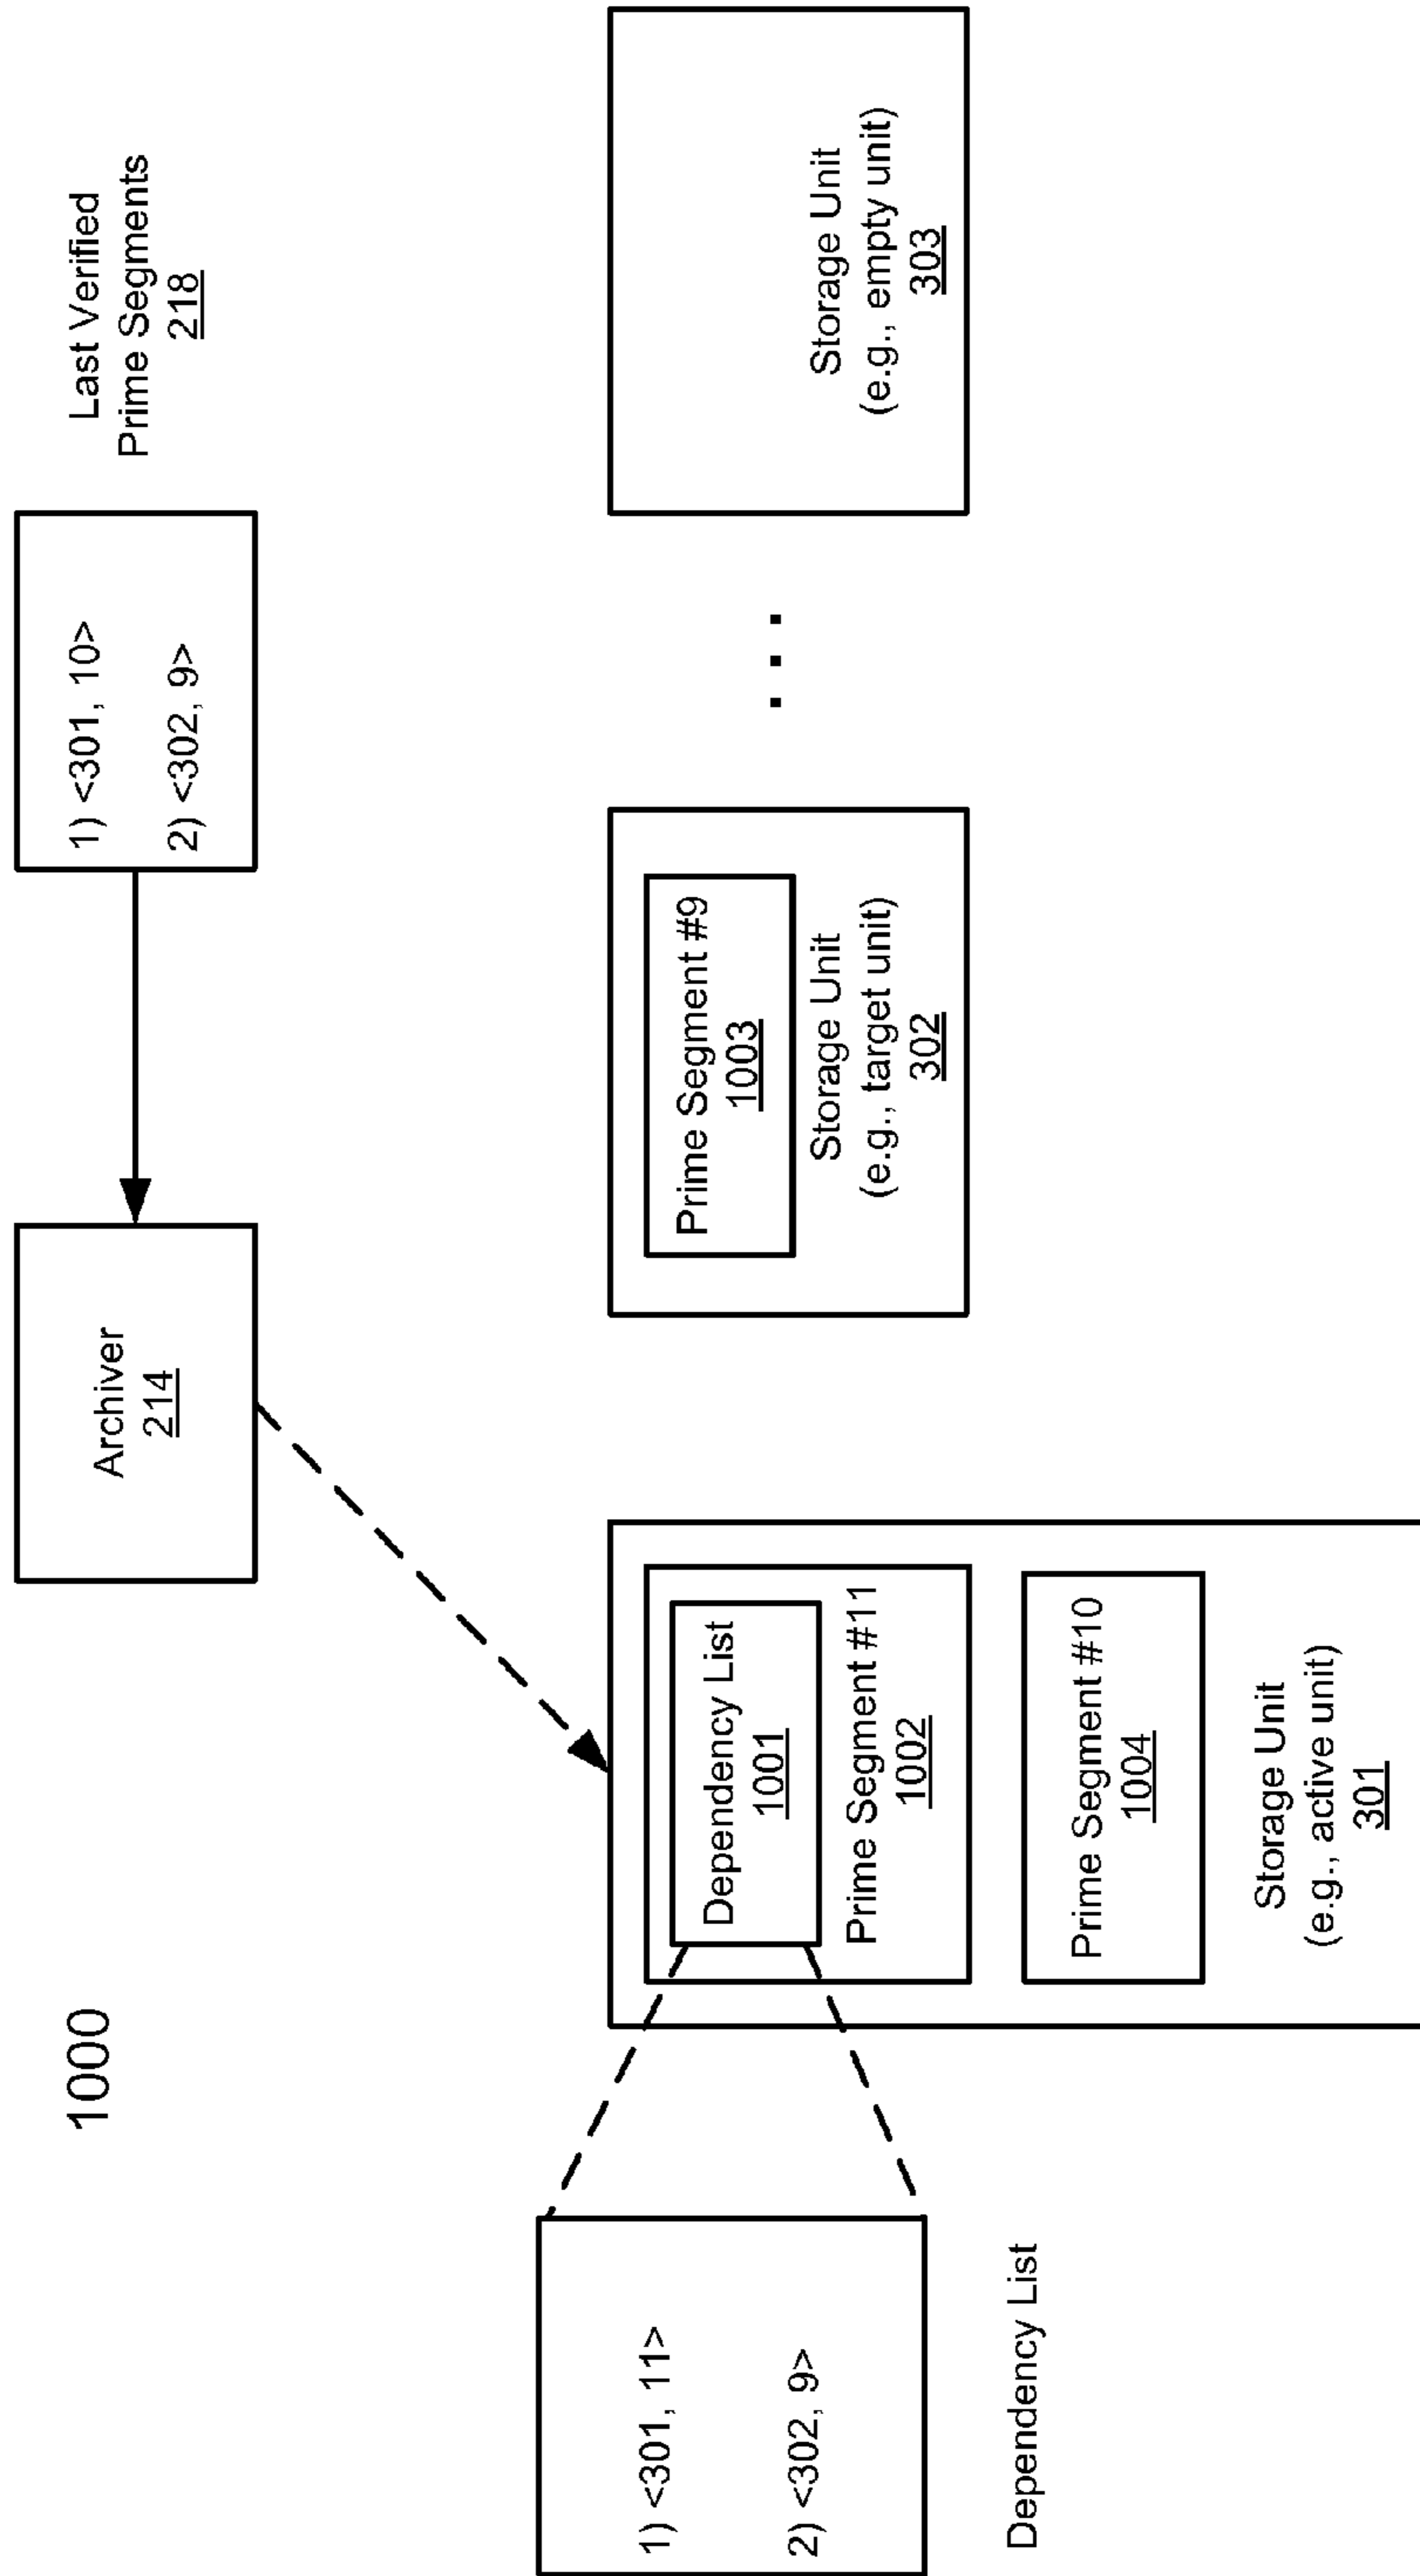 1000
Archiver
214
1) <301, 10>
2) <302, 9>
Last Verified
Prime Segments
218
1) <301, 11>
2) <302, 9>
Dependency List
Dependency List
1001
Prime Segment #11
1002
Prime Segment #10
1004
Storage Unit
(e.g., active unit)
301
Prime Segment #9
1003
Storage Unit
(e.g., target unit)
302
. . .
Storage Unit
(e.g., empty unit)
303